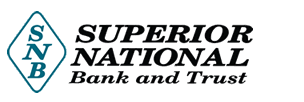 SNB
SUPERIOR
NATIONAL
Bank and Trust